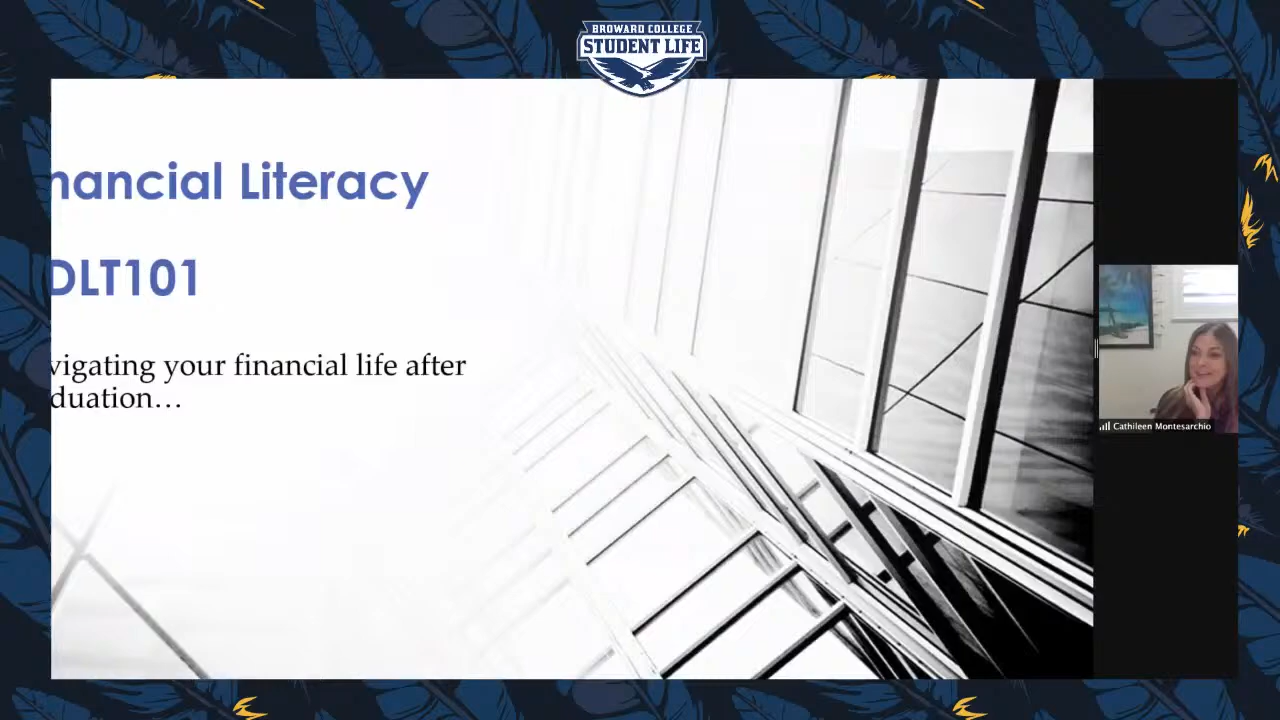 BROWARD COLLEGE
STUDENT LIFE
nancial Literacy
DLT101
vigating your financial life after
duation…
Cathileen Montesarchio